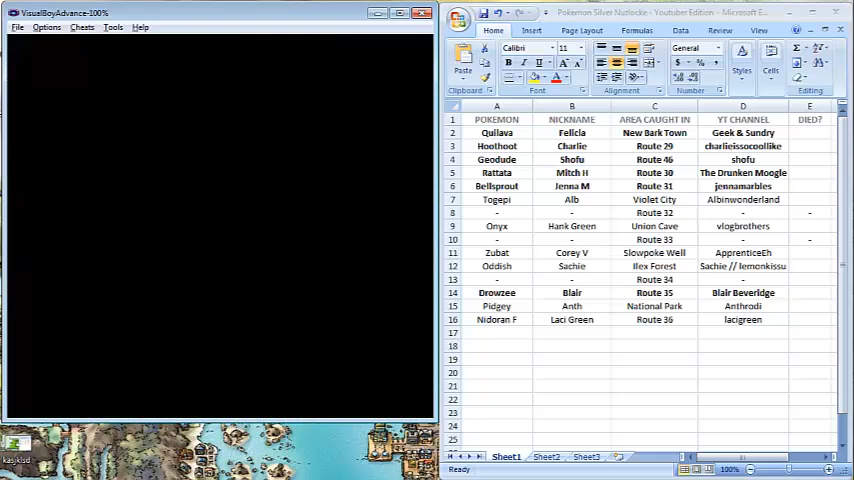 VisualBoyAdvance-100%
File Options Cheats Tools Help
Pokemon Silver Nuzlocke - Youtuber Edition - Microsoft E...
Home Insert Page Layout Formulas Data Review View
Calibri 11 General
Paste Styles Cells
Clipboard Font Alignment Number Editing
A B C D E
1 POKEMON NICKNAME AREA CAUGHT IN YT CHANNEL DIED?
2 Quilava Felicia New Bark Town Geek & Sundry
3 Hoothoot Charlie Route 29 charlieissocoollike
4 Geodude Shofu Route 46 shofu
5 Rattata Mitch H Route 30 The Drunken Moogle
6 Bellsprout Jenna M Route 31 jennamarbles
7 Togepi Alb Violet City Albinwonderland
8 - - Route 32 - -
9 Onyx Hank Green Union Cave vlogbrothers
10 - - Route 33 - -
11 Zubat Corey V Slowpoke Well ApprenticeEh
12 Oddish Sachie Ilex Forest Sachie // lemonkissu
13 - - Route 34 -
14 Drowzee Blair Route 35 Blair Beveridge
15 Pidgey Anth National Park Anthrodi
16 Nidoran F Laci Green Route 36 lacigreen
17
18
19
20
21
22
23
24
25
Sheet1 Sheet2 Sheet3
Ready 100%
kasjklsd